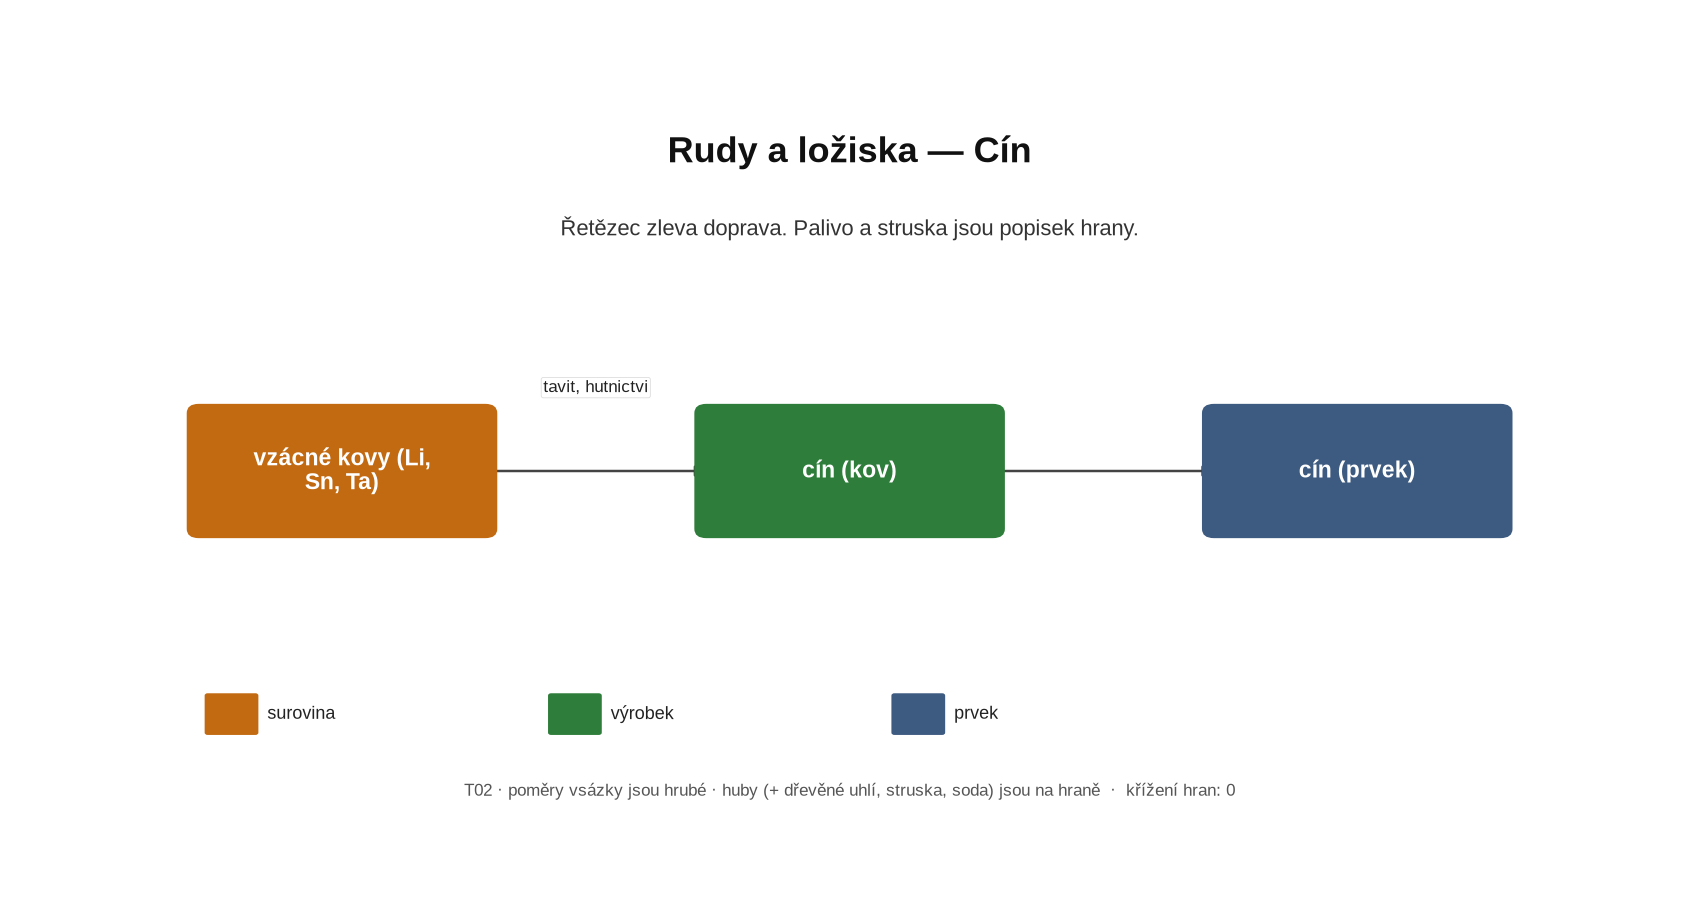 Rudy a ložiska — Cín
Řetězec zleva doprava. Palivo a struska jsou popisek hrany.
tavit, hutnictvi
vzácné kovy (Li,
Sn, Ta)
cín (kov)
cín (prvek)
surovina
výrobek
prvek
T02 · poměry vsázky jsou hrubé · huby (+ dřevěné uhlí, struska, soda) jsou na hraně · křížení hran: 0